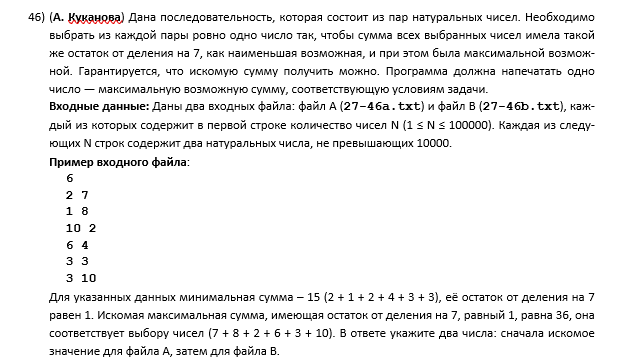 46) (А. Куканова) Дана последовательность, которая состоит из пар натуральных чисел. Необходимо
выбрать из каждой пары ровно одно число так, чтобы сумма всех выбранных чисел имела такой
же остаток от деления на 7, как наименьшая возможная, и при этом была максимальной возмож-
ной. Гарантируется, что искомую сумму получить можно. Программа должна напечатать одно
число — максимальную возможную сумму, соответствующую условиям задачи.
Входные данные: Даны два входных файла: файл A (27-46a.txt) и файл B (27-46b.txt), каж-
дый из которых содержит в первой строке количество чисел N (1 ≤ N ≤ 100000). Каждая из следу-
ющих N строк содержит два натуральных числа, не превышающих 10000.
Пример входного файла:
6
2 7
1 8
10 2
6 4
3 3
3 10
Для указанных данных минимальная сумма – 15 (2 + 1 + 2 + 4 + 3 + 3), её остаток от деления на 7
равен 1. Искомая максимальная сумма, имеющая остаток от деления на 7, равный 1, равна 36, она
соответствует выбору чисел (7 + 8 + 2 + 6 + 3 + 10). В ответе укажите два числа: сначала искомое
значение для файла А, затем для файла B.